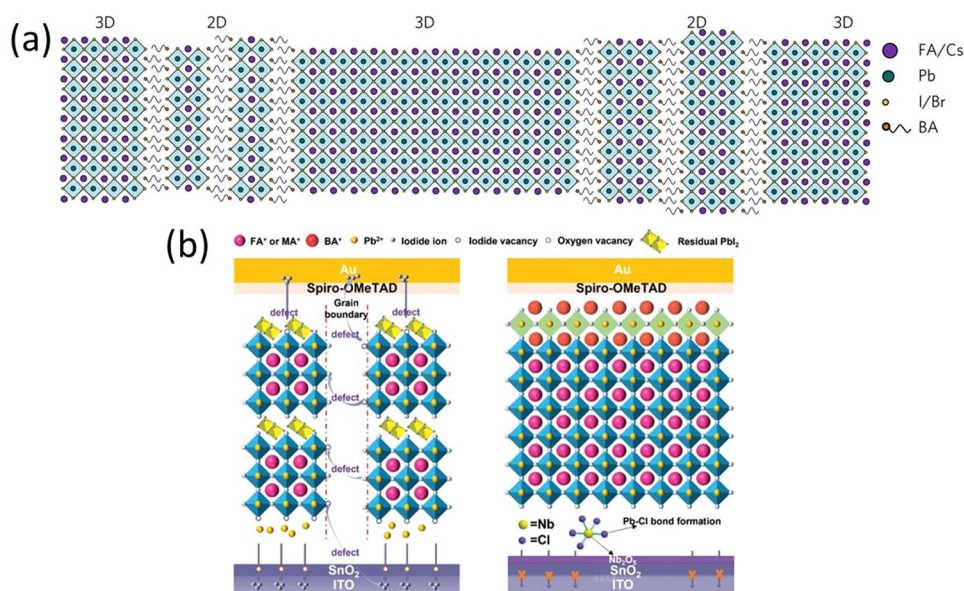 (a)
3D 2D 3D 2D 3D
FA/Cs
Pb
I/Br
BA
(b)
FA⁺ or MA⁺ BA⁺ Pb²⁺ Iodide ion Iodide vacancy Oxygen vacancy Residual PbI₂
Au
Spiro-OMeTAD
Grain
boundary
defect
defect
defect
defect
defect
defect
SnO₂
ITO
Au
Spiro-OMeTAD
=Nb
=Cl
Pb-Cl bond formation
Nb₂O₅
SnO₂
ITO